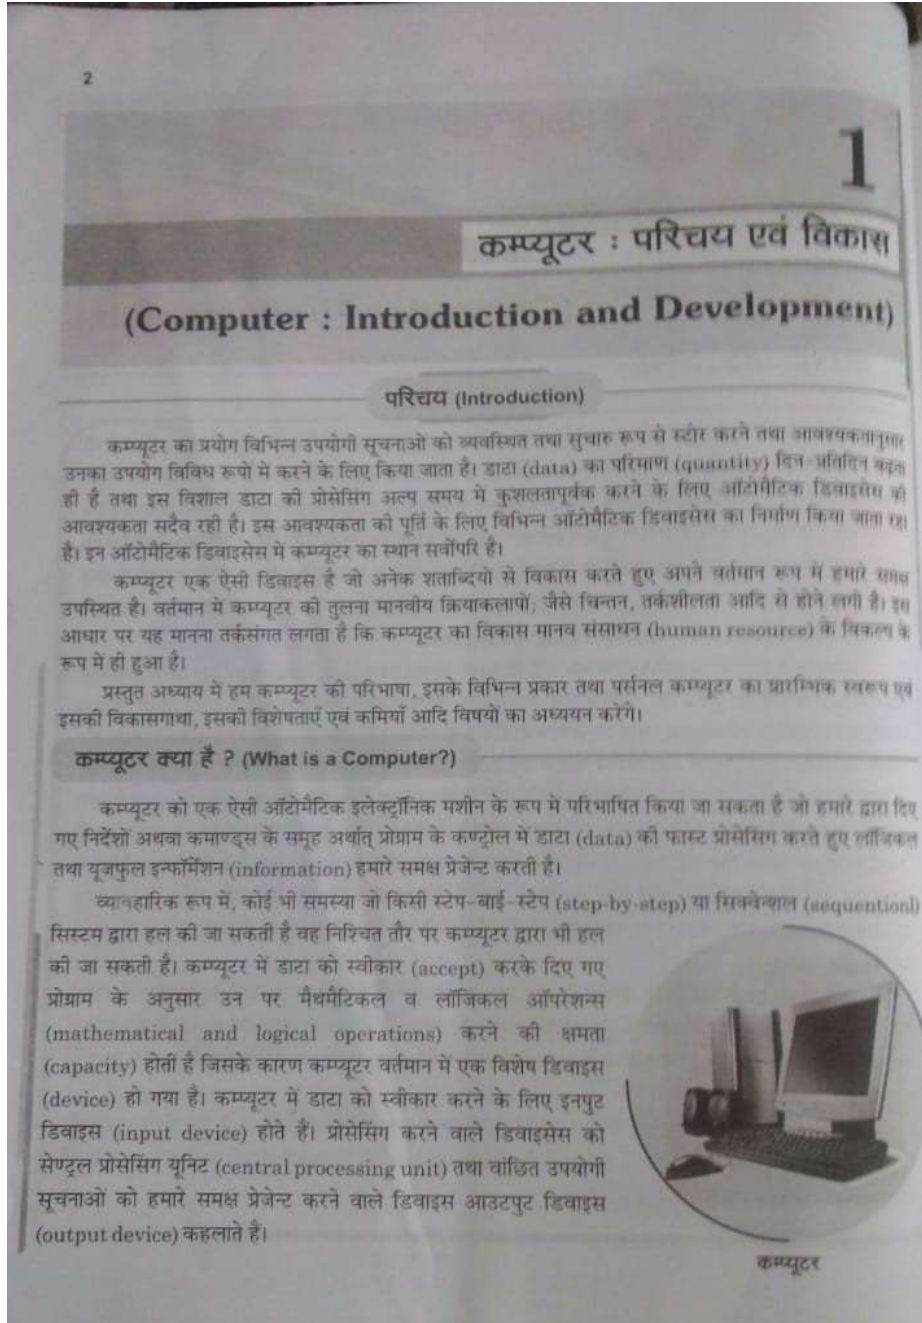 2
1
कम्प्यूटर : परिचय एवं विकास
(Computer : Introduction and Development)
परिचय (Introduction)
कम्प्यूटर का प्रयोग विभिन्न उपयोगी सूचनाओं को व्यवस्थित तथा सुचारु रूप से स्टोर करने तथा आवश्यकतानुसार
उनका उपयोग विविध रूपों में करने के लिए किया जाता है। डाटा (data) का परिमाण (quantity) दिन-प्रतिदिन बढ़ता
ही है तथा इस विशाल डाटा की प्रोसेसिंग अल्प समय में कुशलतापूर्वक करने के लिए ऑटोमैटिक डिवाइसेस की
आवश्यकता सदैव रही है। इस आवश्यकता की पूर्ति के लिए विभिन्न ऑटोमैटिक डिवाइसेस का निर्माण किया जाता रहा
है। इन ऑटोमैटिक डिवाइसेस में कम्प्यूटर का स्थान सर्वोपरि है।
कम्प्यूटर एक ऐसी डिवाइस है जो अनेक शताब्दियों से विकास करते हुए अपने वर्तमान रूप में हमारे समक्ष
उपस्थित है। वर्तमान में कम्प्यूटर की तुलना मानवीय क्रियाकलापों; जैसे चिन्तन, तर्कशीलता आदि से होने लगी है। इस
आधार पर यह मानना तर्कसंगत लगता है कि कम्प्यूटर का विकास मानव संसाधन (human resource) के विकल्प के
रूप में ही हुआ है।
प्रस्तुत अध्याय में हम कम्प्यूटर की परिभाषा, इसके विभिन्न प्रकार तथा पर्सनल कम्प्यूटर का प्रारम्भिक स्वरूप एवं
इसकी विकासगाथा, इसकी विशेषताएँ एवं कमियाँ आदि विषयों का अध्ययन करेंगे।
कम्प्यूटर क्या है ? (What is a Computer?)
कम्प्यूटर को एक ऐसी ऑटोमैटिक इलेक्ट्रॉनिक मशीन के रूप में परिभाषित किया जा सकता है जो हमारे द्वारा दिए
गए निर्देशों अथवा कमाण्ड्स के समूह अर्थात् प्रोग्राम के कण्ट्रोल में डाटा (data) की फास्ट प्रोसेसिंग करते हुए लॉजिकल
तथा यूजफुल इन्फॉर्मेशन (information) हमारे समक्ष प्रेजेन्ट करती है।
व्यावहारिक रूप में, कोई भी समस्या जो किसी स्टेप-बाई-स्टेप (step-by-step) या सिक्वेन्शल (sequentionl)
सिस्टम द्वारा हल की जा सकती है वह निश्चित तौर पर कम्प्यूटर द्वारा भी हल
की जा सकती है। कम्प्यूटर में डाटा को स्वीकार (accept) करके दिए गए
प्रोग्राम के अनुसार उन पर मैथमैटिकल व लॉजिकल ऑपरेशन्स
(mathematical and logical operations) करने की क्षमता
(capacity) होती है जिसके कारण कम्प्यूटर वर्तमान में एक विशेष डिवाइस
(device) हो गया है। कम्प्यूटर में डाटा को स्वीकार करने के लिए इनपुट
डिवाइस (input device) होते हैं। प्रोसेसिंग करने वाले डिवाइसेस को
सेण्ट्रल प्रोसेसिंग यूनिट (central processing unit) तथा वांछित उपयोगी
सूचनाओं को हमारे समक्ष प्रेजेन्ट करने वाले डिवाइस आउटपुट डिवाइस
(output device) कहलाते हैं।
कम्प्यूटर